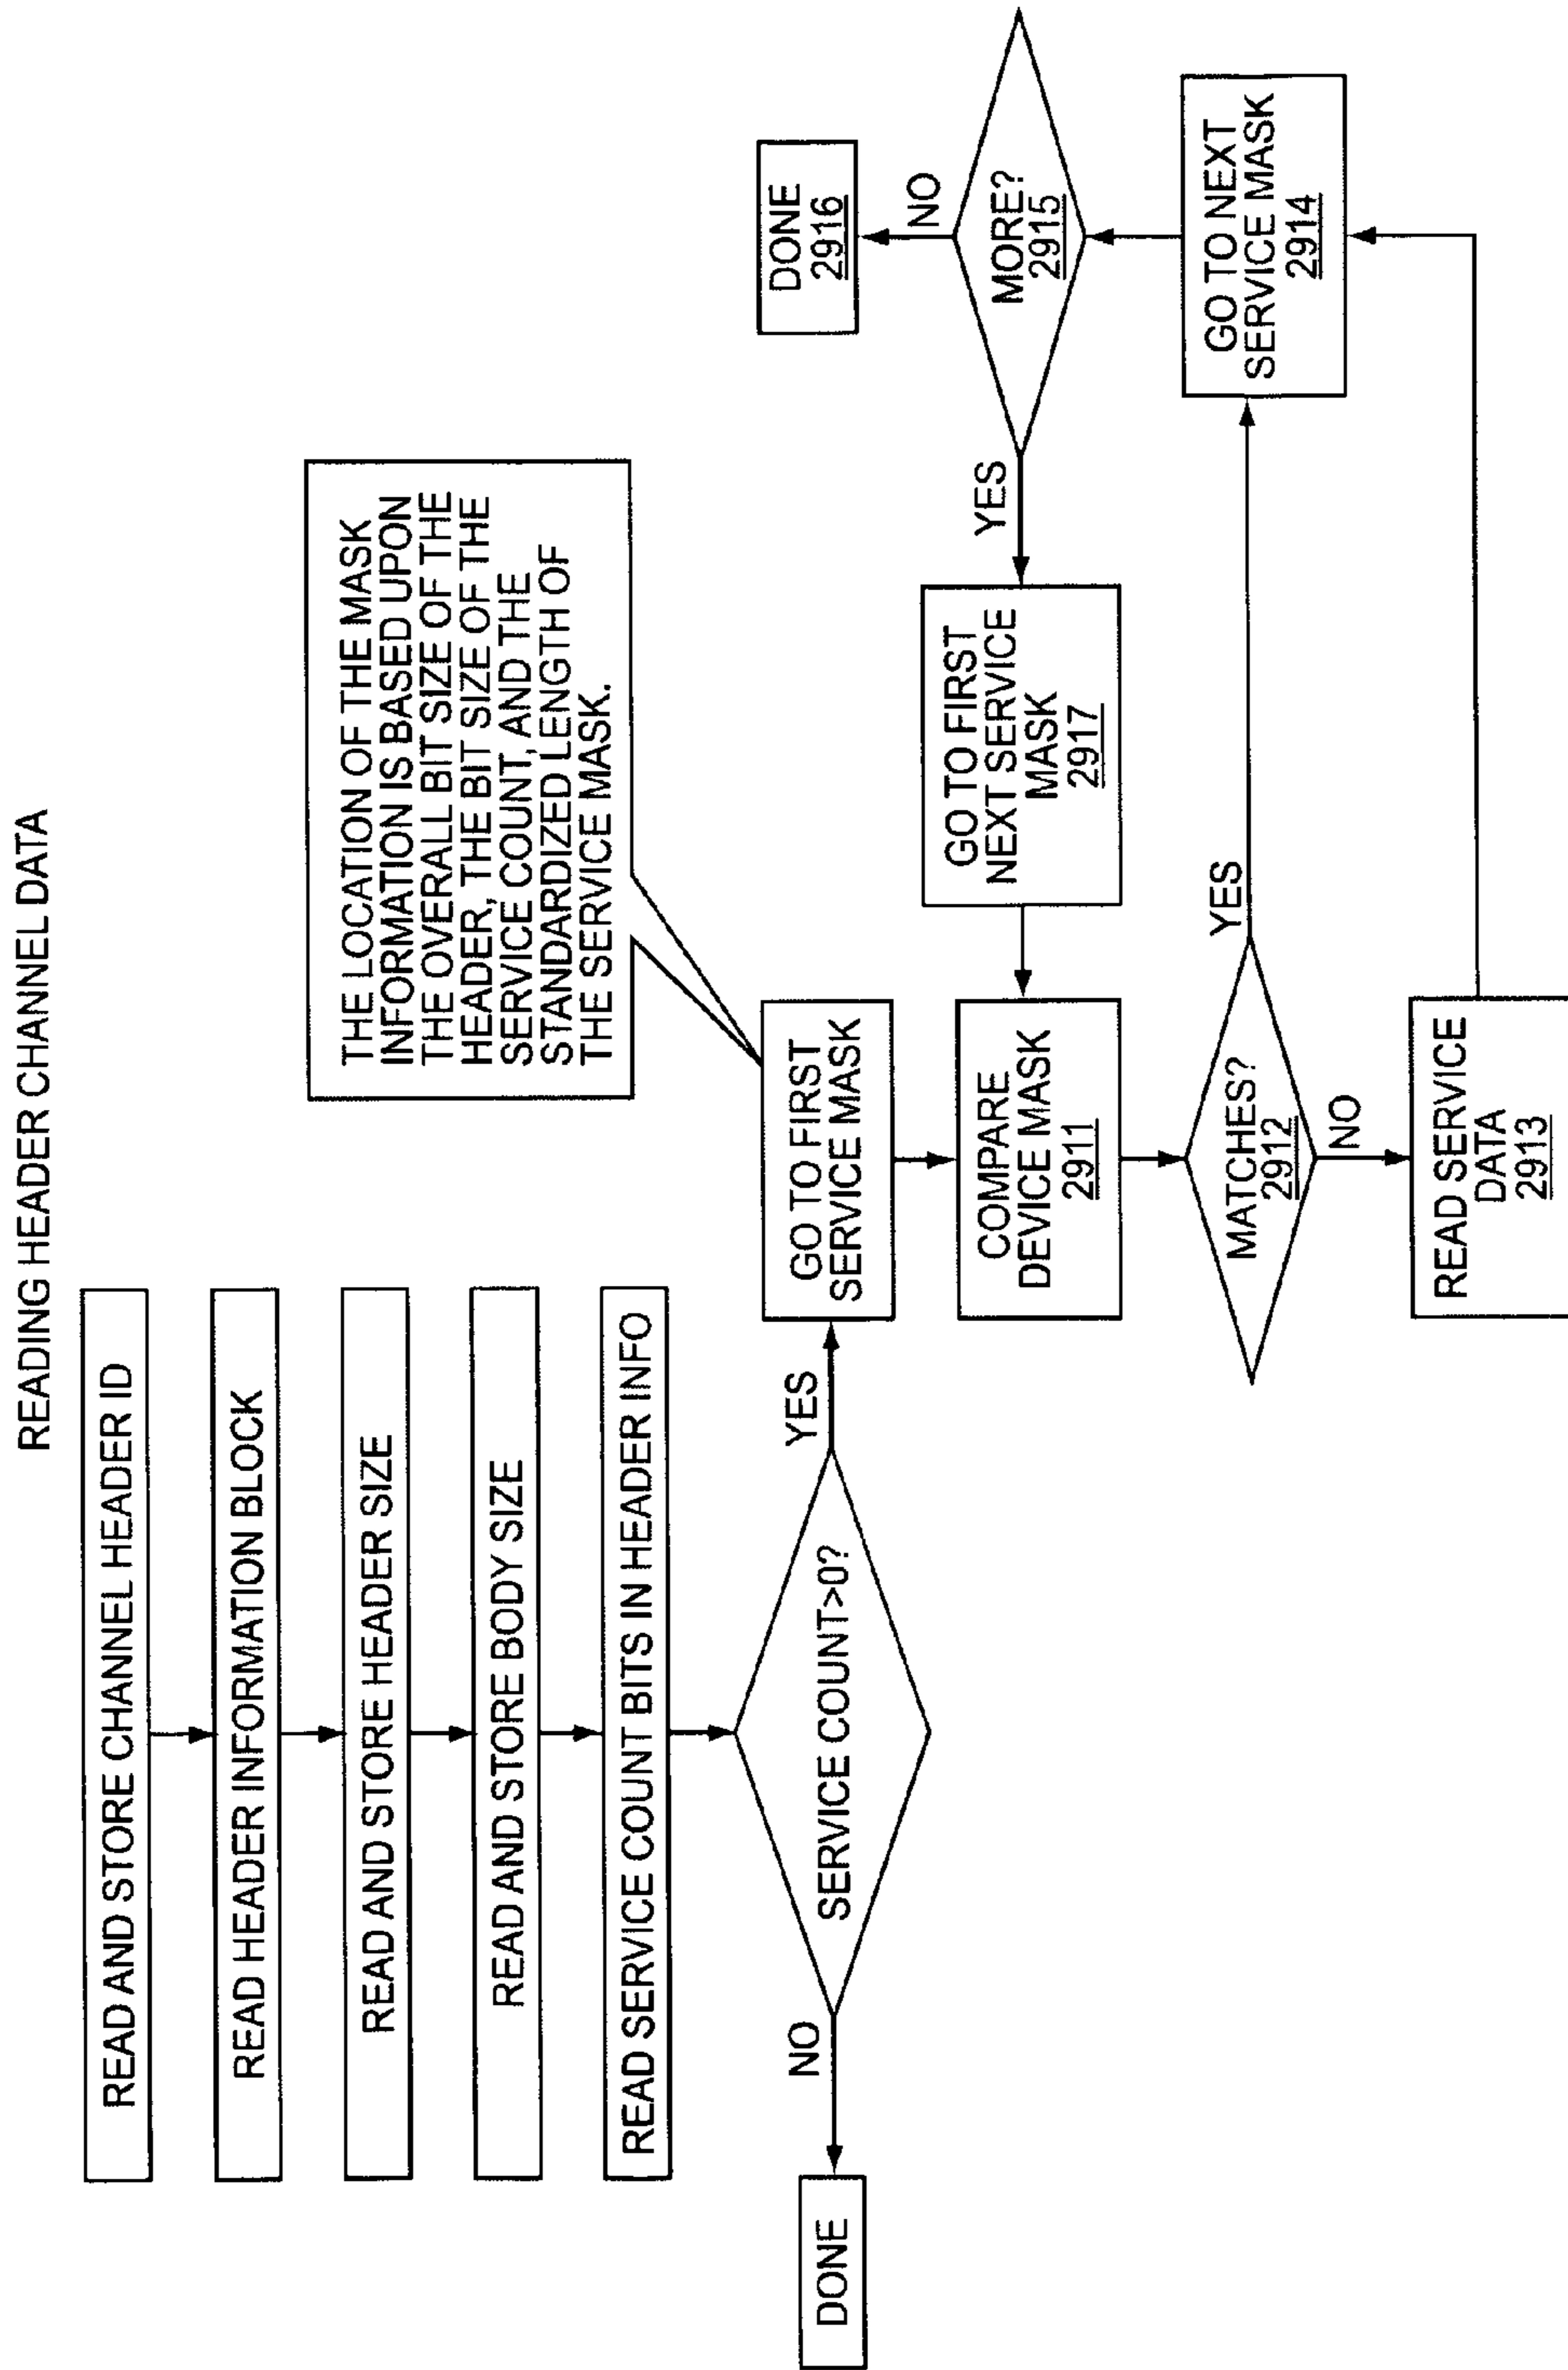 READING HEADER CHANNEL DATA
READ AND STORE CHANNEL HEADER ID
READ HEADER INFORMATION BLOCK
READ AND STORE HEADER SIZE
READ AND STORE BODY SIZE
READ SERVICE COUNT BITS IN HEADER INFO
SERVICE COUNT>0?
NO
DONE
YES
GO TO FIRST
SERVICE MASK
THE LOCATION OF THE MASK
INFORMATION IS BASED UPON
THE OVERALL BIT SIZE OF THE
HEADER, THE BIT SIZE OF THE
SERVICE COUNT, AND THE
STANDARDIZED LENGTH OF
THE SERVICE MASK.
COMPARE
DEVICE MASK
2911
MATCHES?
2912
NO
READ SERVICE
DATA
2913
YES
GO TO NEXT
SERVICE MASK
2914
MORE?
2915
NO
DONE
2916
YES
GO TO FIRST
NEXT SERVICE
MASK
2917